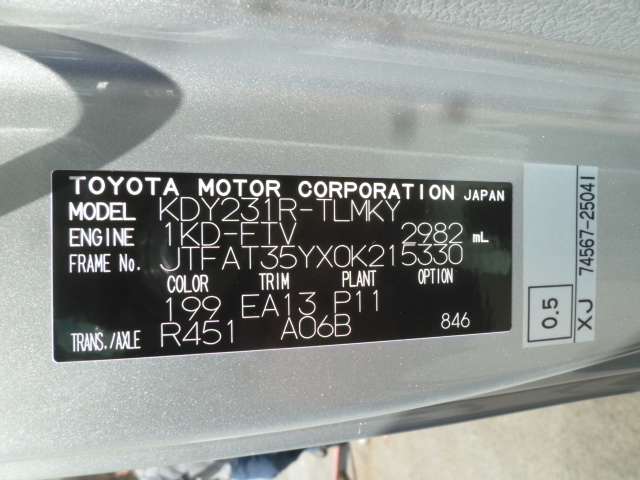 TOYOTA MOTOR CORPORATION JAPAN
MODEL KDY231R-TLMKY
ENGINE 1KD-FTV 2982 mL
FRAME No. JTFAT35YX0K215330
COLOR TRIM PLANT OPTION
199 EA13 P11
TRANS./AXLE R451 A06B 846
0.5
XJ 74567-25041